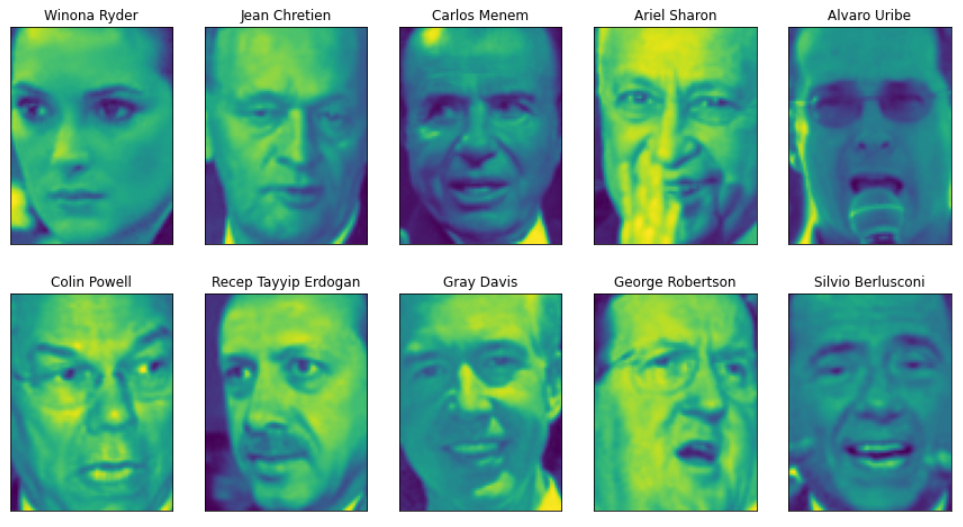 Winona Ryder
Jean Chretien
Carlos Menem
Ariel Sharon
Alvaro Uribe
Colin Powell
Recep Tayyip Erdogan
Gray Davis
George Robertson
Silvio Berlusconi